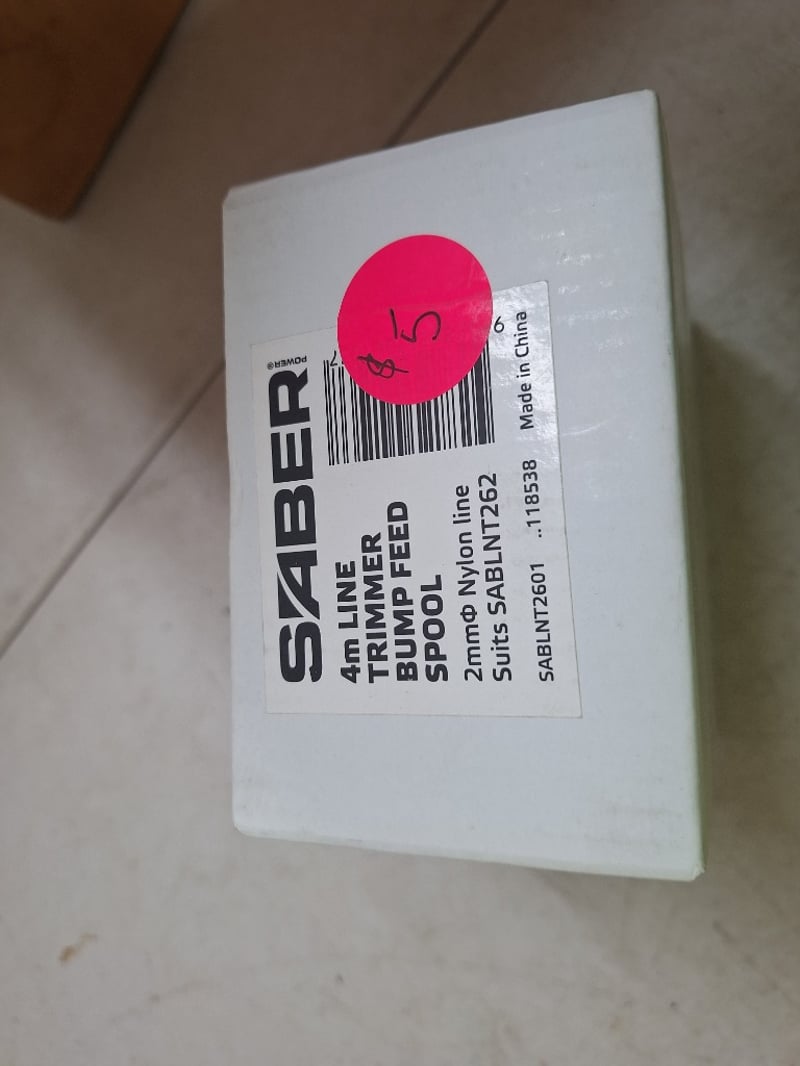 SABER
POWER®
$5
4m LINE
TRIMMER
BUMP FEED
SPOOL
2mmΦ Nylon line
Suits SABLNT262
SABLNT2601 ..118538 Made in China